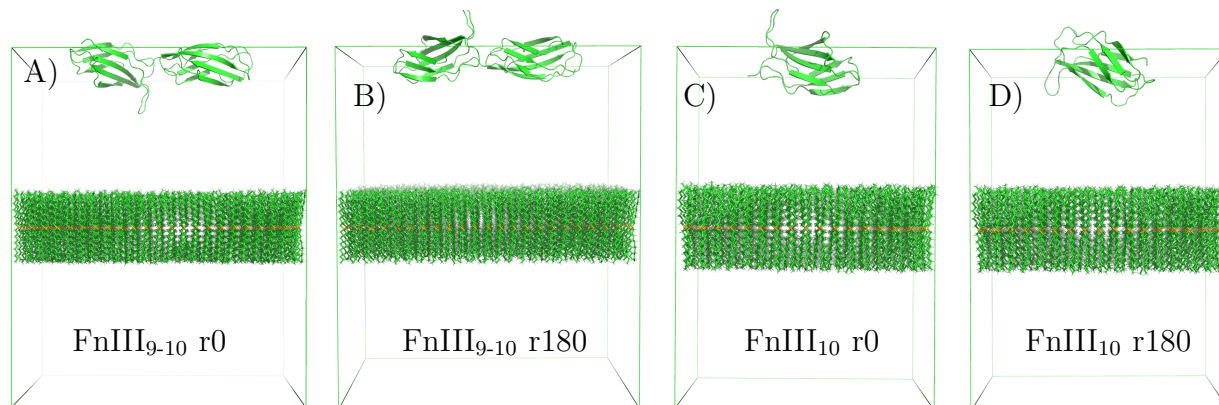 A)
B)
C)
D)
FnIII9-10 r0
FnIII9-10 r180
FnIII10 r0
FnIII10 r180